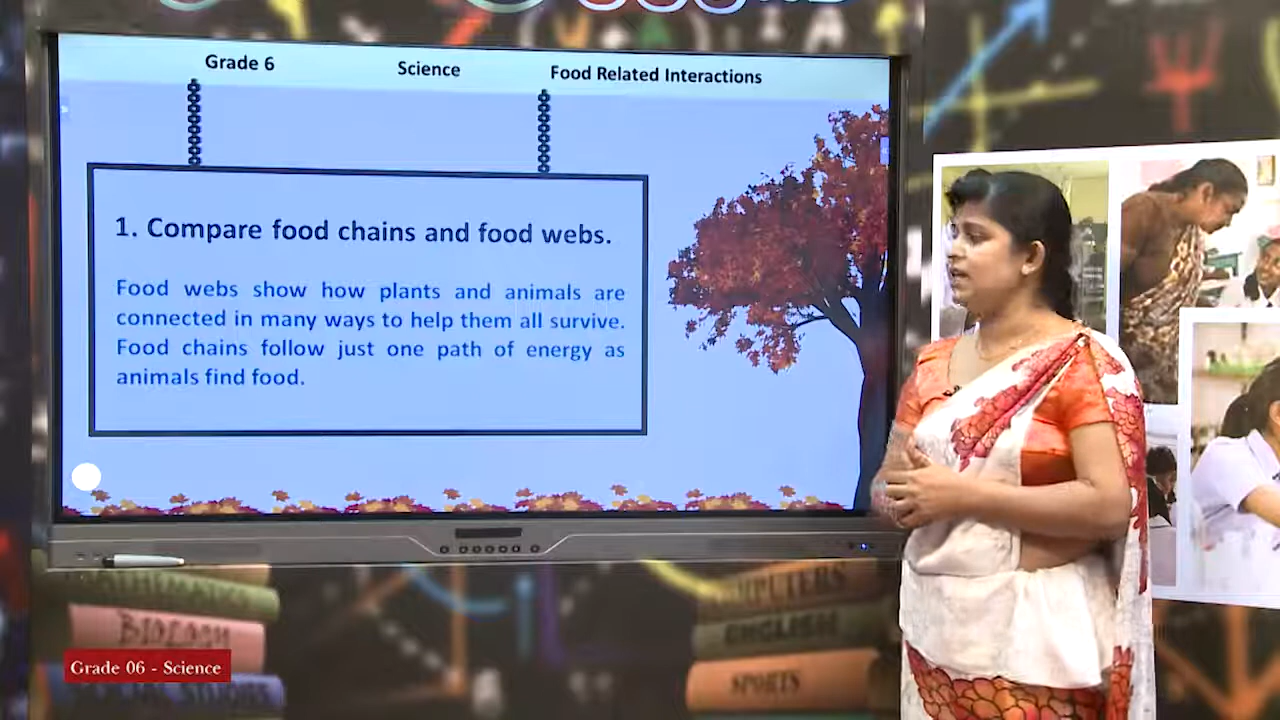 Grade 6 Science Food Related Interactions
1. Compare food chains and food webs.
Food webs show how plants and animals are
connected in many ways to help them all survive.
Food chains follow just one path of energy as
animals find food.
BIOLOGY
ENGLISH
SPORTS
Grade 06 - Science